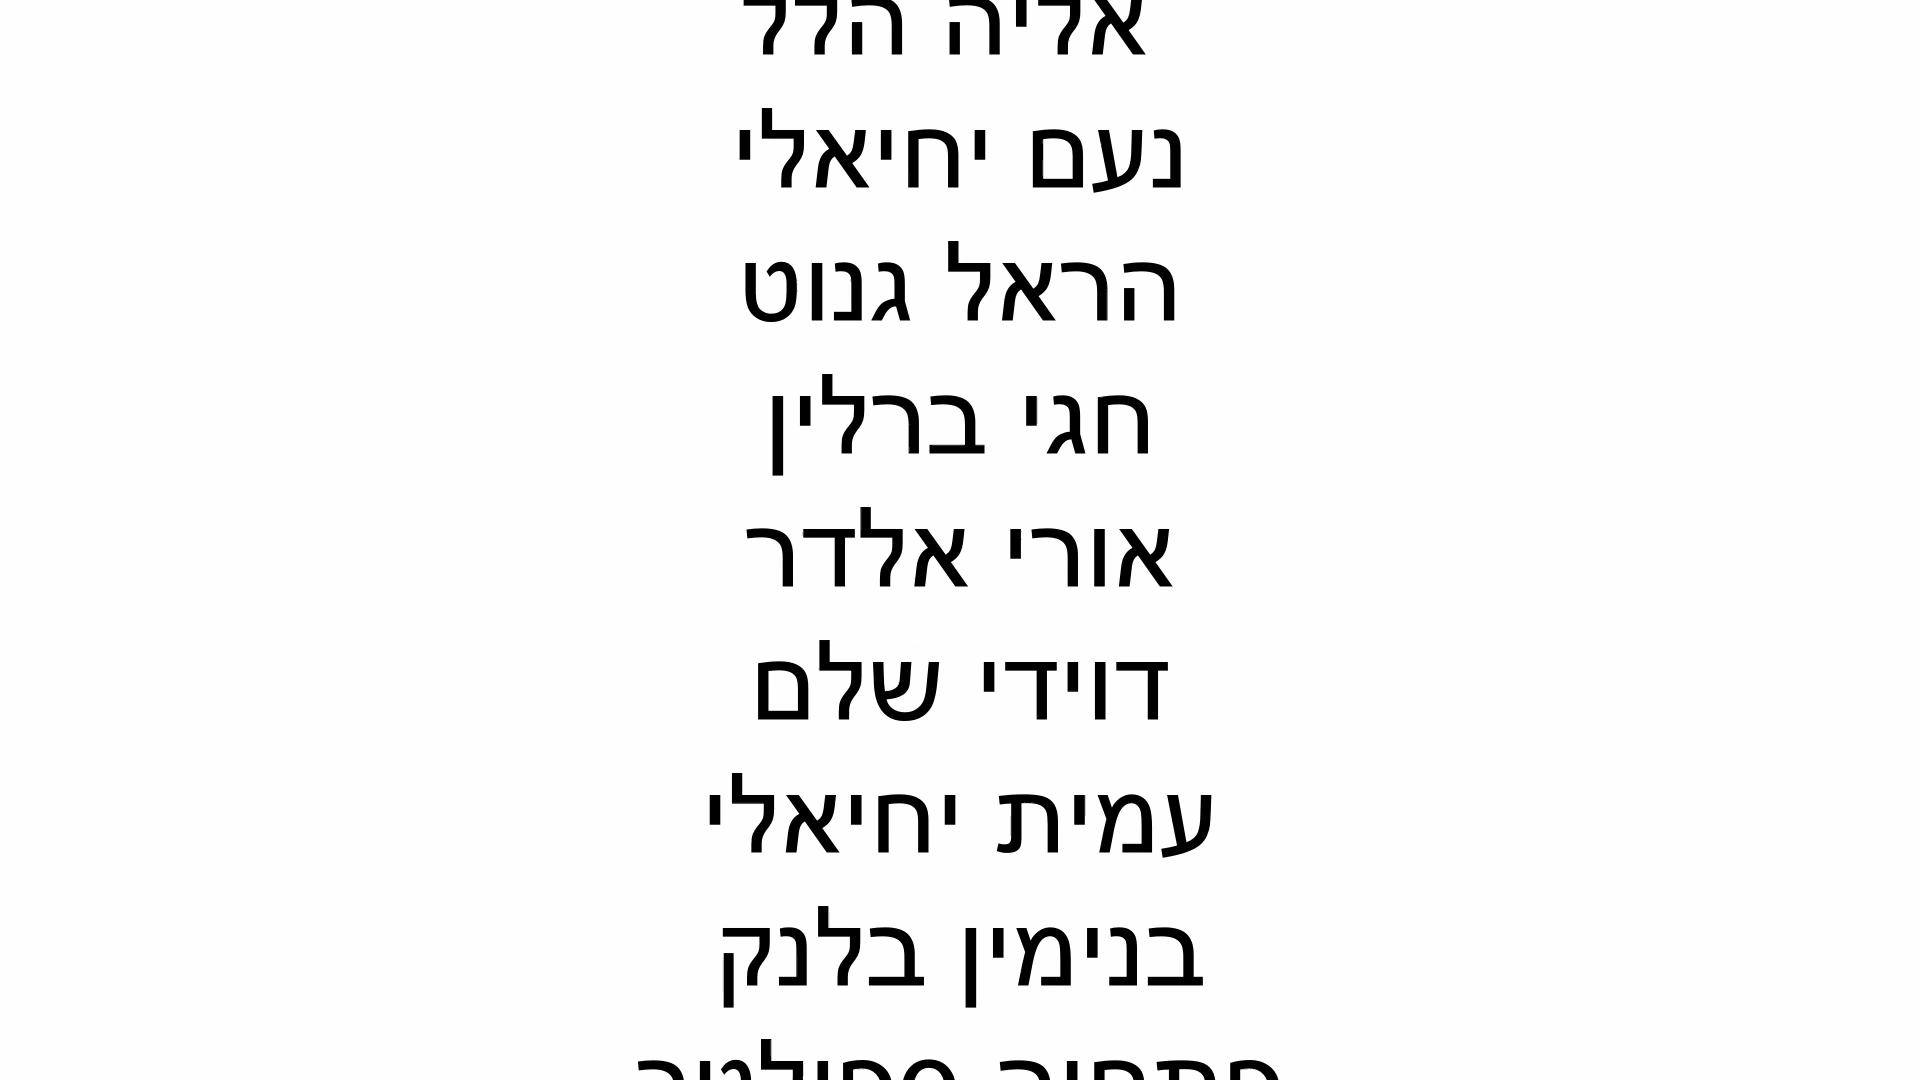 אליה הלל
נעם יחיאלי
הראל גנוט
חגי ברלין
אורי אלדר
דוידי שלם
עמית יחיאלי
בנימין בלנק